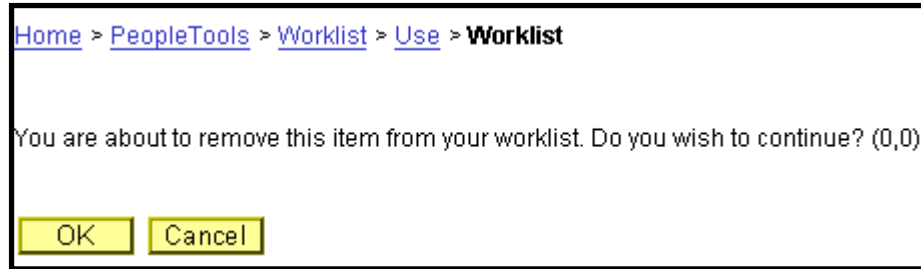 Home > PeopleTools > Worklist > Use > Worklist
You are about to remove this item from your worklist. Do you wish to continue? (0,0)
OK Cancel